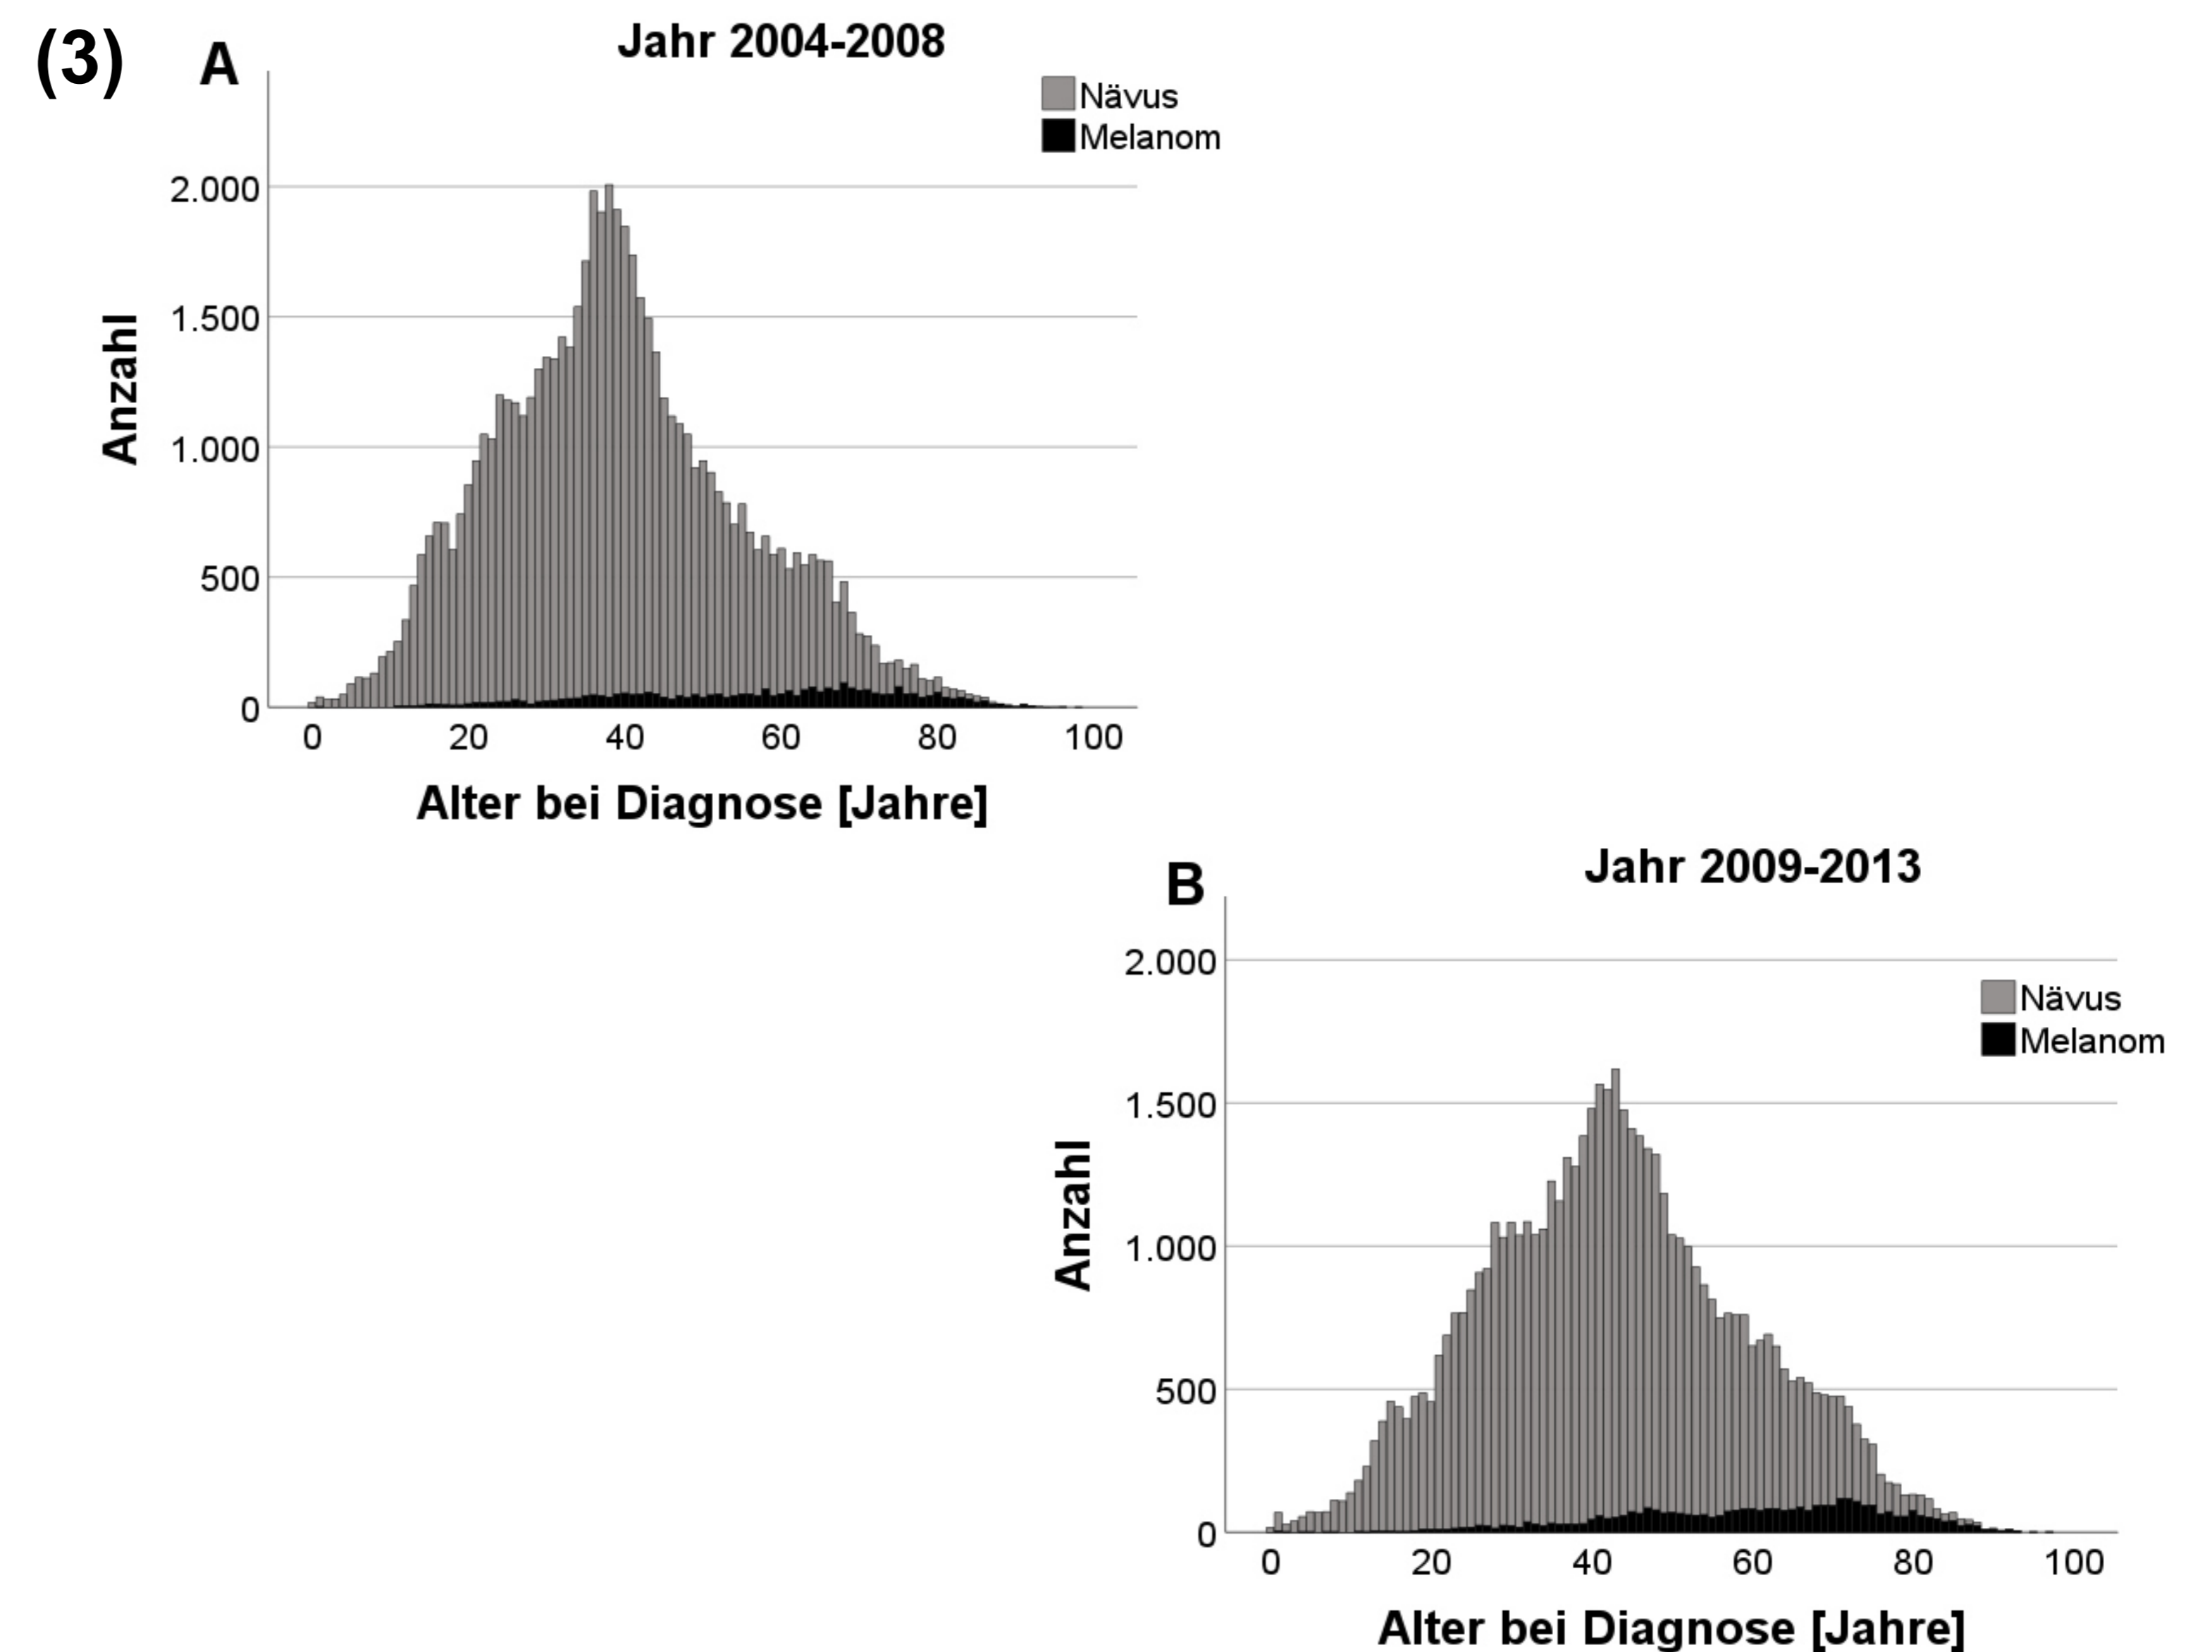 (3)
A
Jahr 2004-2008
Nävus
Melanom
2.000
1.500
1.000
500
0
Anzahl
0 20 40 60 80 100
Alter bei Diagnose [Jahre]
B
Jahr 2009-2013
Nävus
Melanom
2.000
1.500
1.000
500
0
Anzahl
0 20 40 60 80 100
Alter bei Diagnose [Jahre]